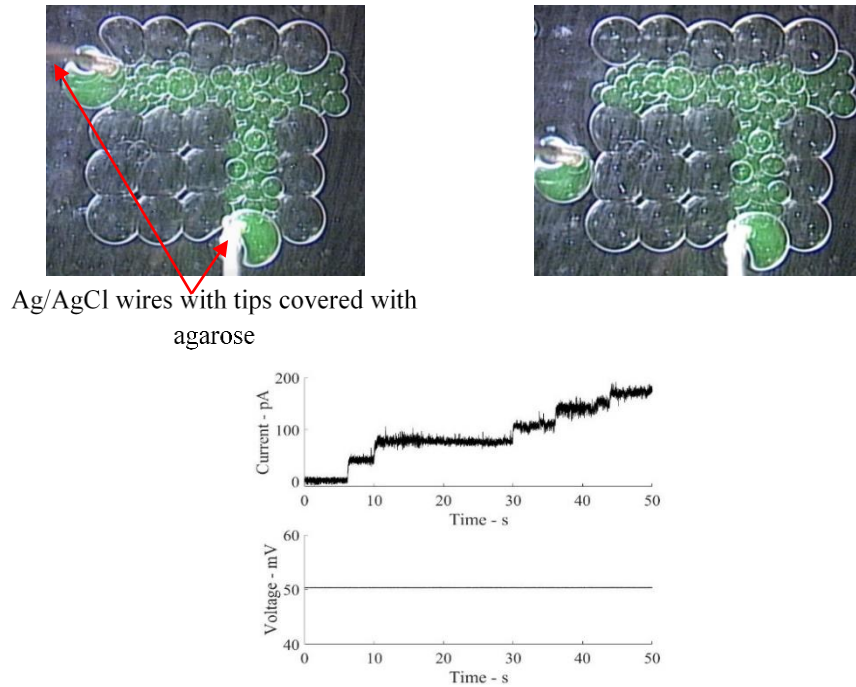 Ag/AgCl wires with tips covered with
agarose
200
100
0
Current - pA
0 10 20 30 40 50
Time - s
60
50
40
Voltage - mV
0 10 20 30 40 50
Time - s